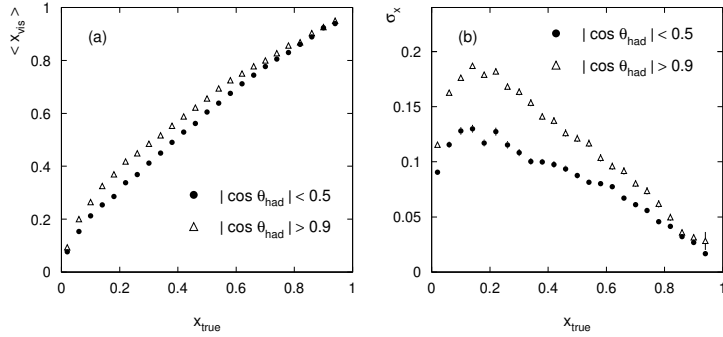 < x_vis >
(a)
1
0.8
0.6
0.4
0.2
0
● | cos θ_had | < 0.5
△ | cos θ_had | > 0.9
0 0.2 0.4 0.6 0.8 1
x_true
σ_x
(b)
● | cos θ_had | < 0.5
△ | cos θ_had | > 0.9
0.2
0.15
0.1
0.05
0
0 0.2 0.4 0.6 0.8 1
x_true